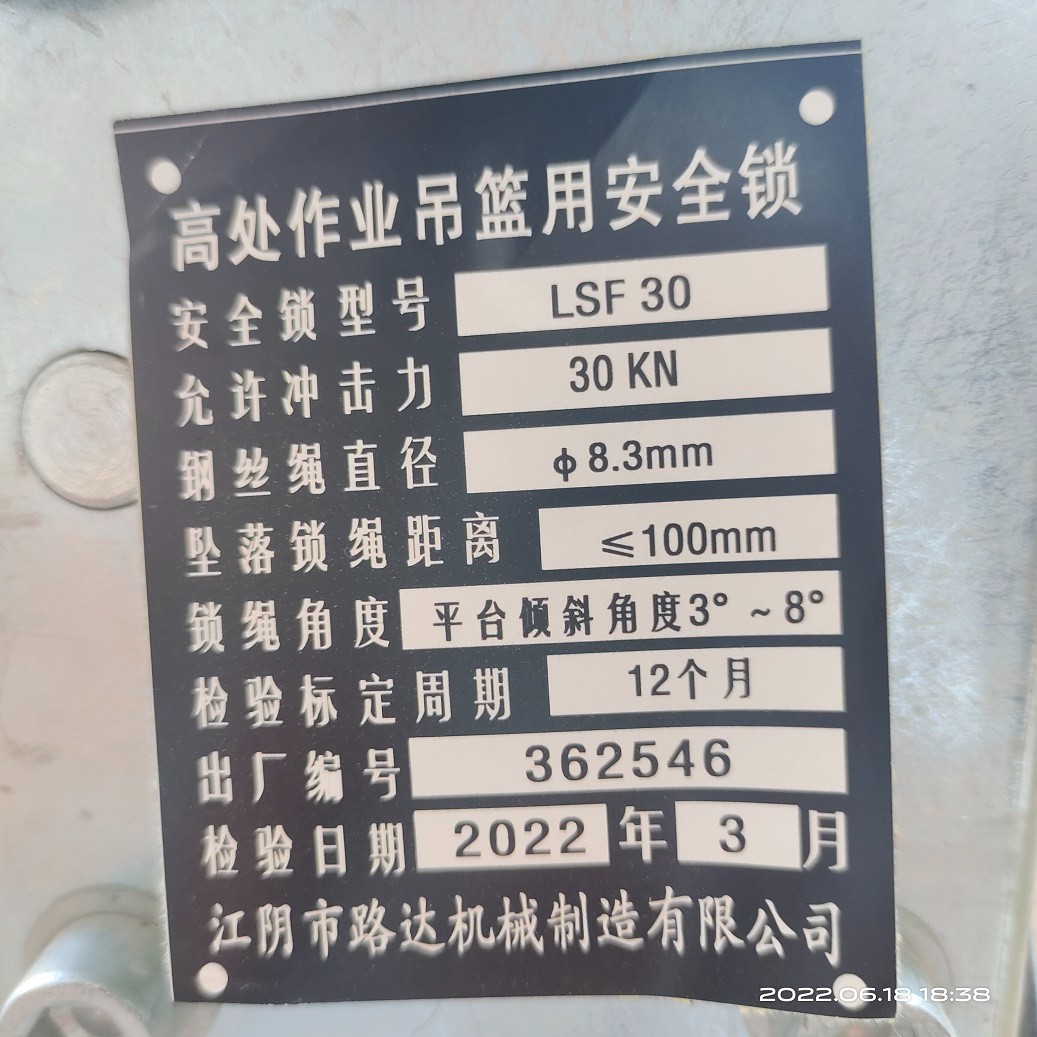 高处作业吊篮用安全锁
安全锁型号 LSF 30
允许冲击力 30 KN
钢丝绳直径 ф8.3mm
坠落锁绳距离 ≤100mm
锁绳角度 平台倾斜角度3°~8°
检验标定周期 12个月
出厂编号 362546
检验日期 2022 年 3 月
江阴市路达机械制造有限公司
2022.06.18 18:38